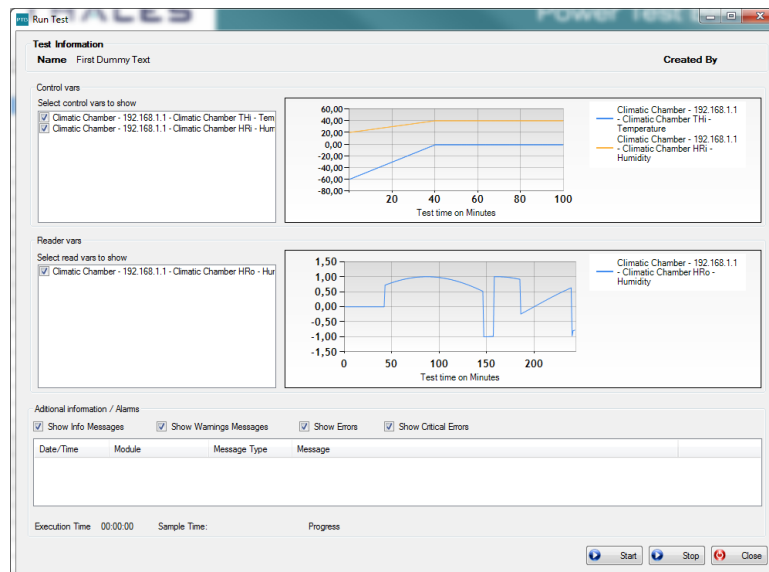 THALES
Power Test
PTD Run Test
Test Information
Name First Dummy Text Created By
Control vars
Select control vars to show
Climatic Chamber - 192.168.1.1 - Climatic Chamber THi - Tem
Climatic Chamber - 192.168.1.1 - Climatic Chamber HRi - Hum
60,00
40,00
20,00
0,00
-20,00
-40,00
-60,00
-80,00
20 40 60 80 100
Test time on Minutes
Climatic Chamber - 192.168.1.1
- Climatic Chamber THi -
Temperature
Climatic Chamber - 192.168.1.1
- Climatic Chamber HRi -
Humidity
Reader vars
Select read vars to show
Climatic Chamber - 192.168.1.1 - Climatic Chamber HRo - Hur
1,50
1,00
0,50
0,00
-0,50
-1,00
-1,50
0 50 100 150 200
Test time on Minutes
Climatic Chamber - 192.168.1.1
- Climatic Chamber HRo -
Humidity
Aditional information / Alarms
Show Info Messages Show Warnings Messages Show Errors Show Critical Errors
Date/Time Module Message Type Message
Execution Time 00:00:00 Sample Time: Progress
Start Stop Close